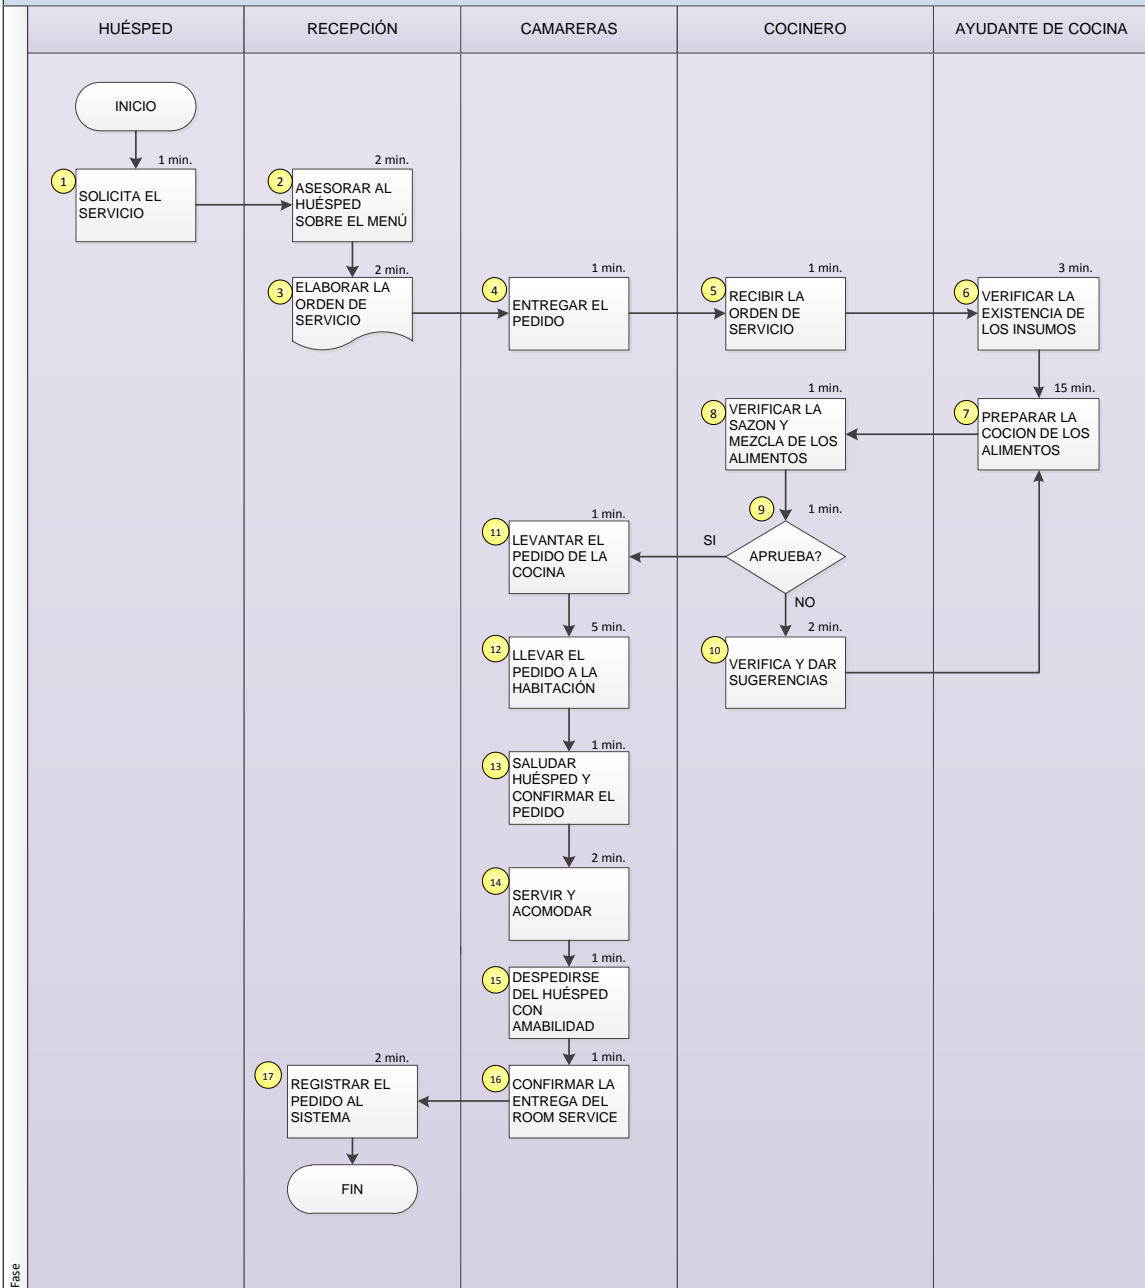 HUÉSPED
RECEPCIÓN
CAMARERAS
COCINERO
AYUDANTE DE COCINA
INICIO
1 min.
1
SOLICITA EL
SERVICIO
2 min.
2
ASESORAR AL
HUÉSPED
SOBRE EL MENÚ
2 min.
3
ELABORAR LA
ORDEN DE
SERVICIO
1 min.
4
ENTREGAR EL
PEDIDO
1 min.
5
RECIBIR LA
ORDEN DE
SERVICIO
3 min.
6
VERIFICAR LA
EXISTENCIA DE
LOS INSUMOS
15 min.
7
PREPARAR LA
COCION DE LOS
ALIMENTOS
1 min.
8
VERIFICAR LA
SAZON Y
MEZCLA DE LOS
ALIMENTOS
9
1 min.
APRUEBA?
SI
NO
2 min.
10
VERIFICA Y DAR
SUGERENCIAS
1 min.
11
LEVANTAR EL
PEDIDO DE LA
COCINA
5 min.
12
LLEVAR EL
PEDIDO A LA
HABITACIÓN
1 min.
13
SALUDAR
HUÉSPED Y
CONFIRMAR EL
PEDIDO
2 min.
14
SERVIR Y
ACOMODAR
1 min.
15
DESPEDIRSE
DEL HUÉSPED
CON
AMABILIDAD
1 min.
16
CONFIRMAR LA
ENTREGA DEL
ROOM SERVICE
2 min.
17
REGISTRAR EL
PEDIDO AL
SISTEMA
FIN
Fase